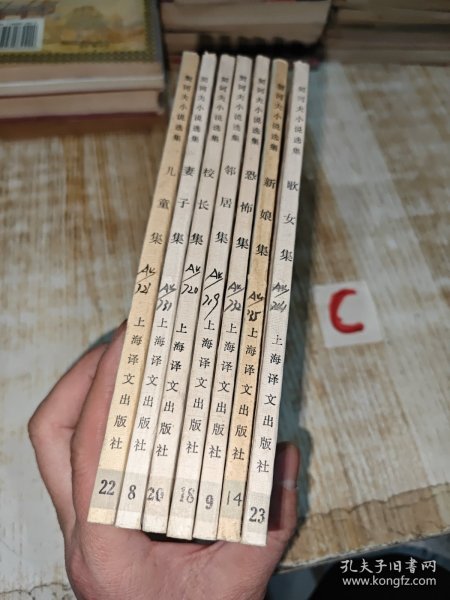 契诃夫小说选集 儿童集
上海译文出版社
22
契诃夫小说选集 妻子集
上海译文出版社
8
契诃夫小说选集 校长集
上海译文出版社
20
契诃夫小说选集 邻居集
上海译文出版社
18
契诃夫小说选集 恐怖集
上海译文出版社
9
契诃夫小说选集 新娘集
上海译文出版社
14
契诃夫小说选集 歌女集
上海译文出版社
23
C
孔夫子旧书网
www.kongfz.com